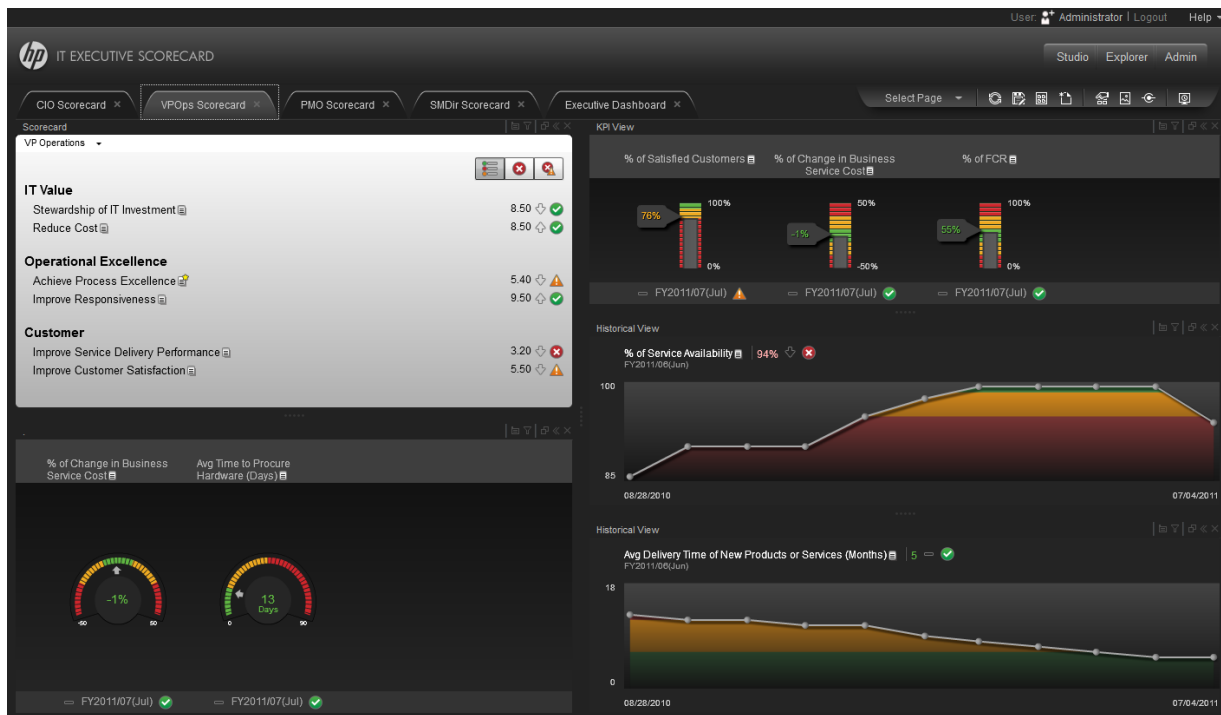 User: Administrator | Logout Help
hp IT EXECUTIVE SCORECARD
Studio Explorer Admin
CIO Scorecard × VPOps Scorecard × PMO Scorecard × SMDir Scorecard × Executive Dashboard ×
Select Page
Scorecard
VP Operations
IT Value
Stewardship of IT Investment 8.50
Reduce Cost 8.50
Operational Excellence
Achieve Process Excellence 5.40
Improve Responsiveness 9.50
Customer
Improve Service Delivery Performance 3.20
Improve Customer Satisfaction 5.50
% of Change in Business
Service Cost
Avg Time to Procure
Hardware (Days)
-1%
-50 50
13
Days
0 90
FY2011/07(Jul) FY2011/07(Jul)
KPI View
% of Satisfied Customers
% of Change in Business
Service Cost
% of FCR
100% 50% 100%
76% -1% 55%
0% -50% 0%
FY2011/07(Jul) FY2011/07(Jul) FY2011/07(Jul)
Historical View
% of Service Availability 94%
FY2011/06(Jun)
100
85
08/28/2010 07/04/2011
Historical View
Avg Delivery Time of New Products or Services (Months) 5
FY2011/06(Jun)
18
0
08/28/2010 07/04/2011